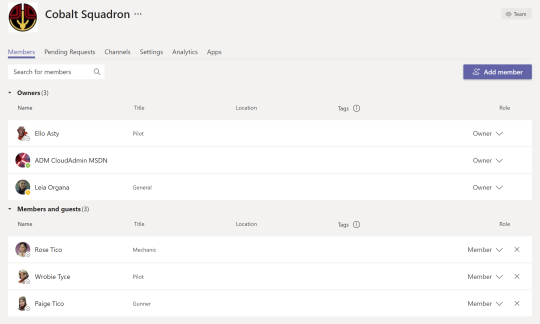 Cobalt Squadron ...
Team
Members Pending Requests Channels Settings Analytics Apps
Search for members
Add member
Owners (3)
Name Title Location Tags Role
Ello Asty Pilot Owner
ADM CloudAdmin MSDN Owner
Leia Organa General Owner
Members and guests (3)
Name Title Location Tags Role
Rose Tico Mechanic Member
Wrobie Tyce Pilot Member
Paige Tico Gunner Member